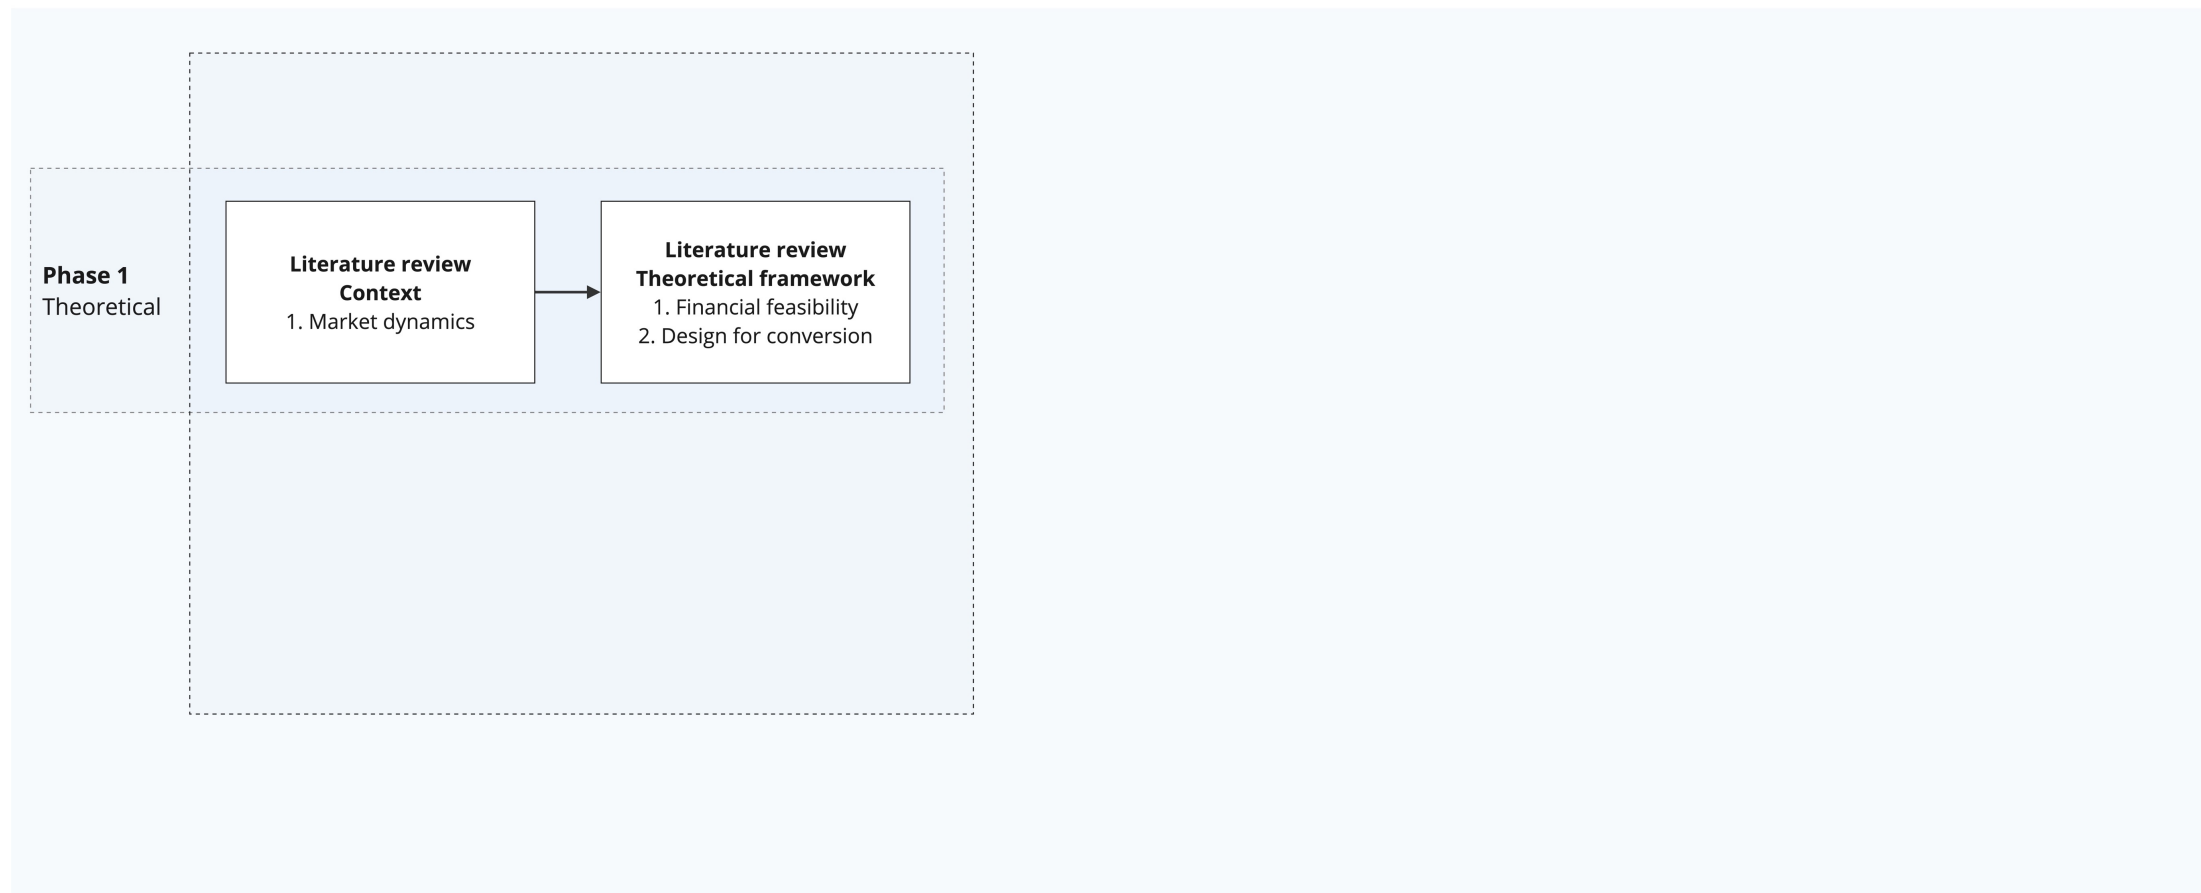 Phase 1
Theoretical
Literature review
Context
1. Market dynamics
Literature review
Theoretical framework
1. Financial feasibility
2. Design for conversion